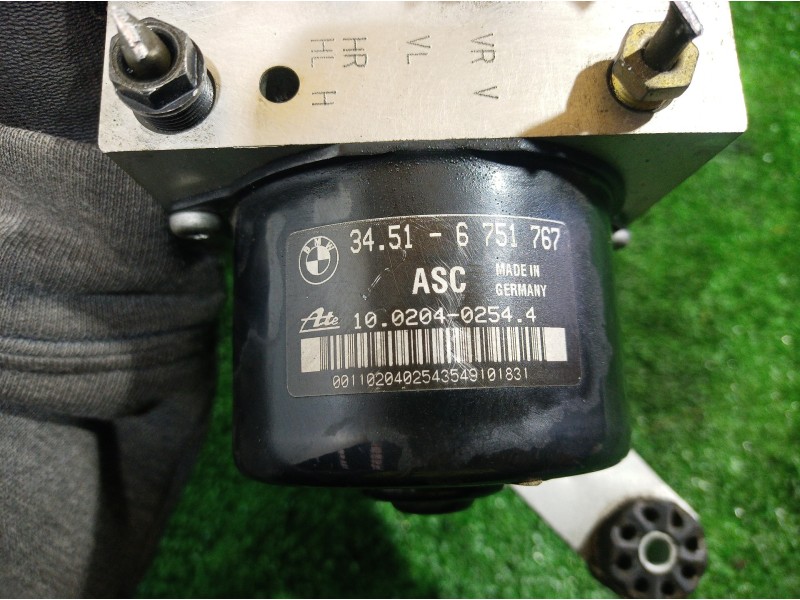 HL HR VL VR
H V
BMW
34.51 - 6 751 767
ASC MADE IN
GERMANY
Ate 10.0204-0254.4
0011020402543549101831